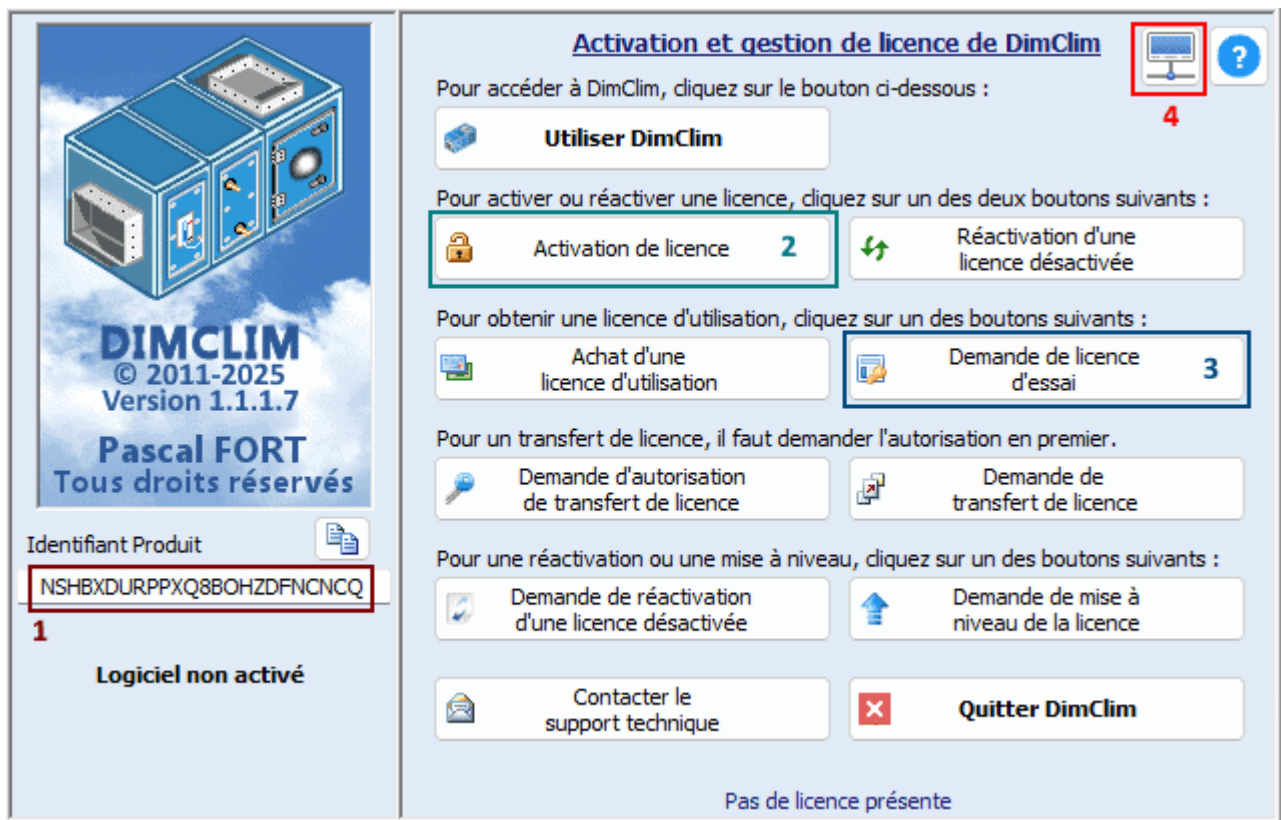 DIMCLIM
© 2011-2025
Version 1.1.1.7
Pascal FORT
Tous droits réservés
Identifiant Produit
NSHBXDURPPXQ8BOHZDFNCNCQ
1
Logiciel non activé
Activation et gestion de licence de DimClim
?
4
Pour accéder à DimClim, cliquez sur le bouton ci-dessous :
Utiliser DimClim
Pour activer ou réactiver une licence, cliquez sur un des deux boutons suivants :
Activation de licence 2
Réactivation d'une
licence désactivée
Pour obtenir une licence d'utilisation, cliquez sur un des boutons suivants :
Achat d'une
licence d'utilisation
Demande de licence
d'essai 3
Pour un transfert de licence, il faut demander l'autorisation en premier.
Demande d'autorisation
de transfert de licence
Demande de
transfert de licence
Pour une réactivation ou une mise à niveau, cliquez sur un des boutons suivants :
Demande de réactivation
d'une licence désactivée
Demande de mise à
niveau de la licence
Contacter le
support technique
Quitter DimClim
Pas de licence présente